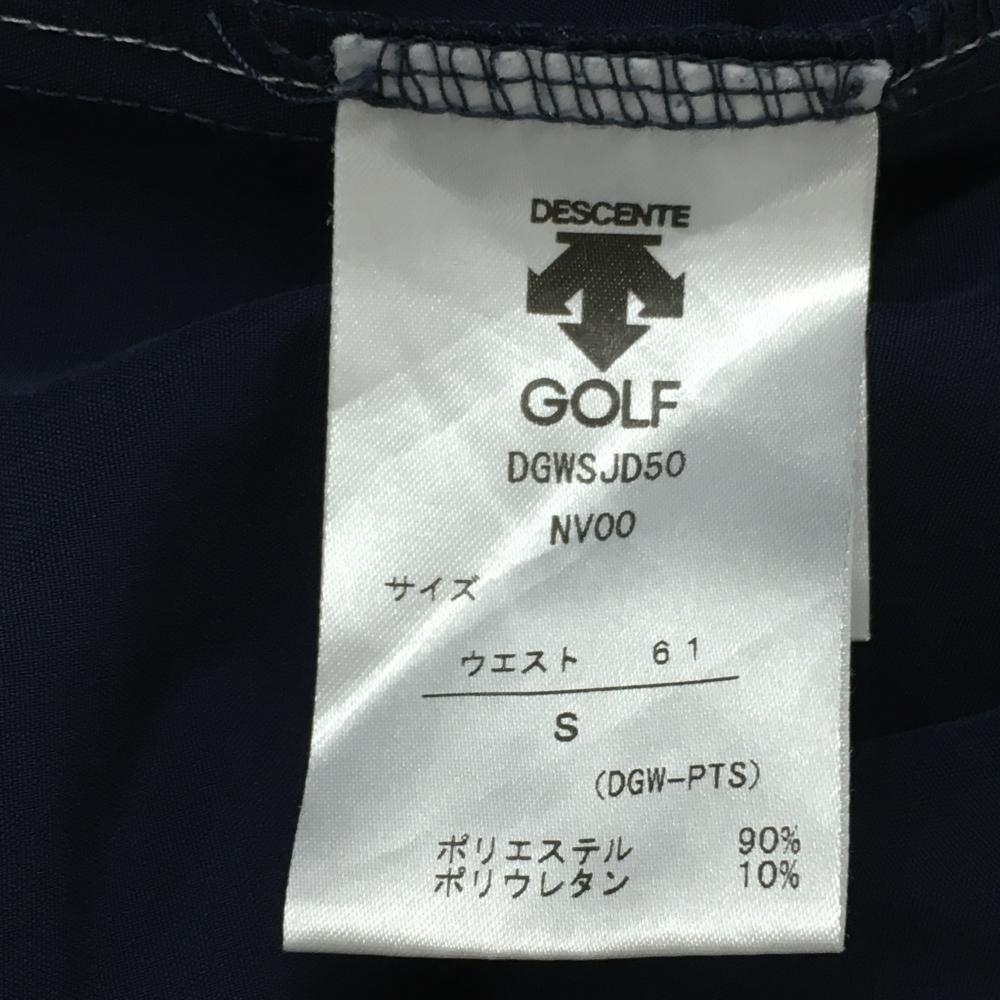 DESCENTE
GOLF
DGWSJD50
NV00
サイズ
ウエスト 61
S
(DGW-PTS)
ポリエステル 90%
ポリウレタン 10%